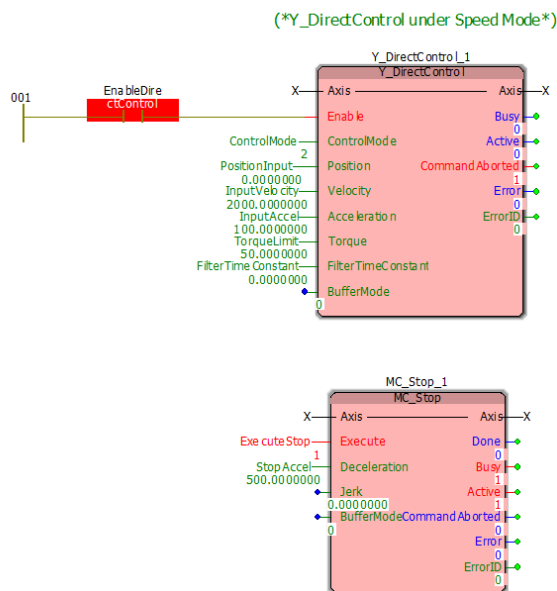 (*Y_DirectControl under Speed Mode*)
Y_DirectControl_1
Y_DirectControl
X Axis Axis X
001
EnableDire
ctControl
Enable Busy
0
ControlMode ControlMode Active
2 0
PositionInput Position CommandAborted
0.0000000 1
InputVelocity Velocity Error
2000.0000000 0
InputAccel Acceleration ErrorID
100.0000000 0
TorqueLimit Torque
50.0000000
FilterTimeConstant FilterTimeConstant
0.0000000
BufferMode
0
MC_Stop_1
MC_Stop
X Axis Axis X
ExecuteStop Execute Done
1 0
StopAccel Deceleration Busy
500.0000000 1
Jerk Active
0.0000000 1
BufferMode CommandAborted
0 0
Error
0
ErrorID
0